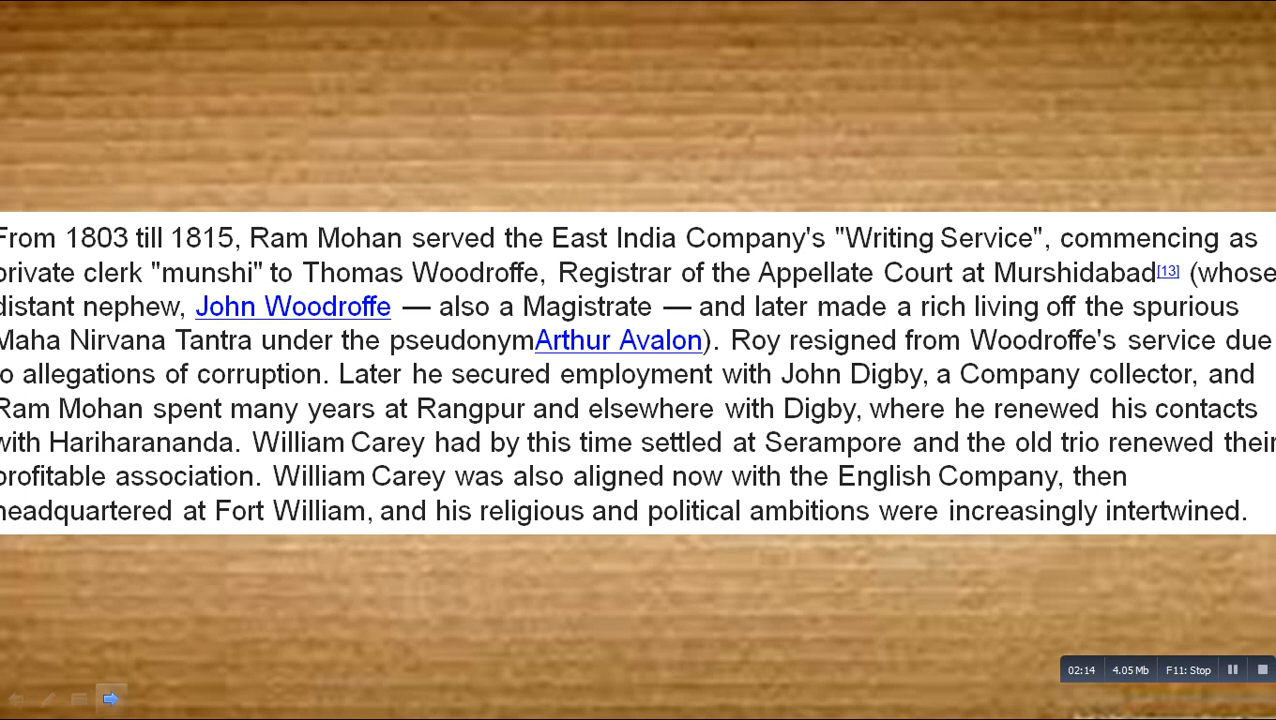 From 1803 till 1815, Ram Mohan served the East India Company's "Writing Service", commencing as
private clerk "munshi" to Thomas Woodroffe, Registrar of the Appellate Court at Murshidabad[13] (whose
distant nephew, John Woodroffe — also a Magistrate — and later made a rich living off the spurious
Maha Nirvana Tantra under the pseudonymArthur Avalon). Roy resigned from Woodroffe's service due
to allegations of corruption. Later he secured employment with John Digby, a Company collector, and
Ram Mohan spent many years at Rangpur and elsewhere with Digby, where he renewed his contacts
with Hariharananda. William Carey had by this time settled at Serampore and the old trio renewed their
profitable association. William Carey was also aligned now with the English Company, then
headquartered at Fort William, and his religious and political ambitions were increasingly intertwined.
02:14 4.05 Mb F11: Stop